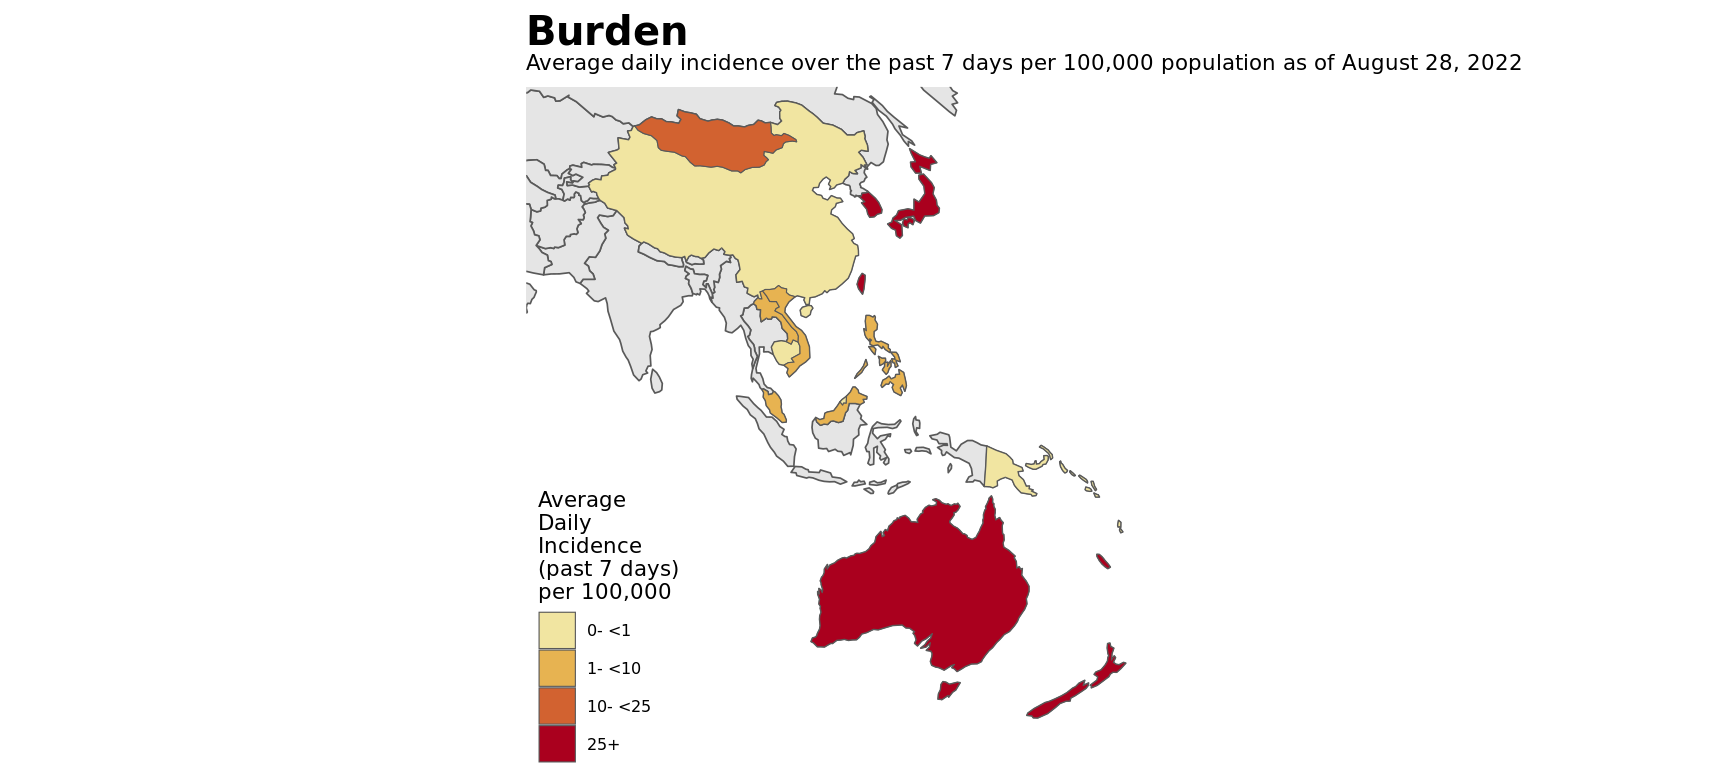 Burden
Average daily incidence over the past 7 days per 100,000 population as of August 28, 2022
Average
Daily
Incidence
(past 7 days)
per 100,000
0- <1
1- <10
10- <25
25+